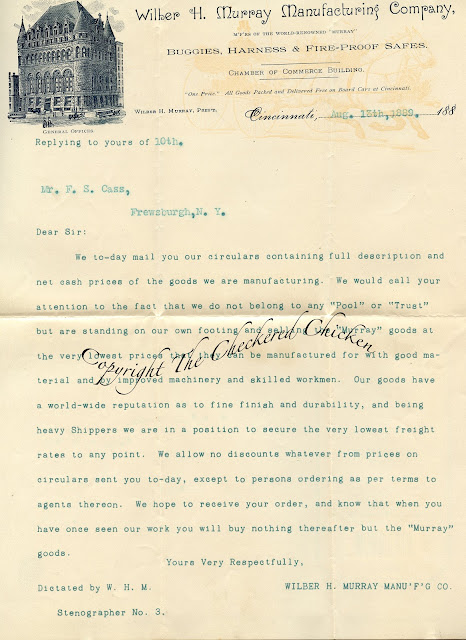 Wilber H. Murray Manufacturing Company,
M'F'RS OF THE WORLD-RENOWNED "MURRAY"
BUGGIES, HARNESS & FIRE-PROOF SAFES.
CHAMBER OF COMMERCE BUILDING.
"One Price." All Goods Packed and Delivered Free on Board Cars at Cincinnati.
WILBER H. MURRAY, PRES'T.
Cincinnati, Aug. 13th, 1889. 188
GENERAL OFFICES.
Replying to yours of 10th.
Mr. F. S. Cass,
Frewsburgh, N. Y.
Dear Sir:
We to-day mail you our circulars containing full description and
net cash prices of the goods we are manufacturing. We would call your
attention to the fact that we do not belong to any "Pool" or "Trust"
but are standing on our own footing and selling the "Murray" goods at
the very lowest prices that they can be manufactured for with good ma-
terial and by improved machinery and skilled workmen. Our goods have
a world-wide reputation as to fine finish and durability, and being
heavy Shippers we are in a position to secure the very lowest freight
rates to any point. We allow no discounts whatever from prices on
circulars sent you to-day, except to persons ordering as per terms to
agents thereon. We hope to receive your order, and know that when you
have once seen our work you will buy nothing thereafter but the "Murray"
goods.
Yours Very Respectfully,
Dictated by W. H. M. WILBER H. MURRAY MANU'F'G CO.
Stenographer No. 3.
Copyright The Checkered Chicken